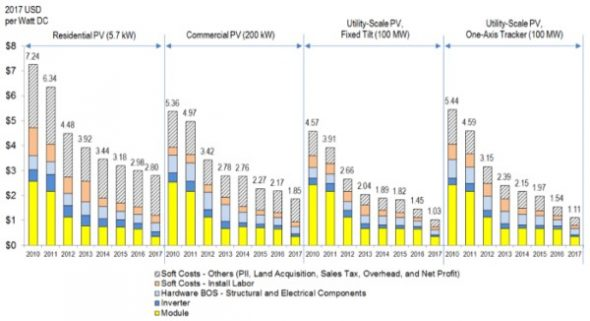 2017 USD
per Watt DC
Residential PV (5.7 kW)
Commercial PV (200 kW)
Utility-Scale PV,
Fixed Tilt (100 MW)
Utility-Scale PV,
One-Axis Tracker (100 MW)
$8
$7
$6
$5
$4
$3
$2
$1
$0
7.24
6.34
4.48
3.92
3.44
3.18
2.98
2.80
5.36
4.97
3.42
2.78
2.76
2.27
2.17
1.85
4.57
3.91
2.66
2.04
1.89
1.82
1.45
1.03
5.44
4.59
3.15
2.39
2.15
1.97
1.54
1.11
2010 2011 2012 2013 2014 2015 2016 2017 2010 2011 2012 2013 2014 2015 2016 2017 2010 2011 2012 2013 2014 2015 2016 2017 2010 2011 2012 2013 2014 2015 2016 2017
Soft Costs - Others (PII, Land Acquisition, Sales Tax, Overhead, and Net Profit)
Soft Costs - Install Labor
Hardware BOS - Structural and Electrical Components
Inverter
Module